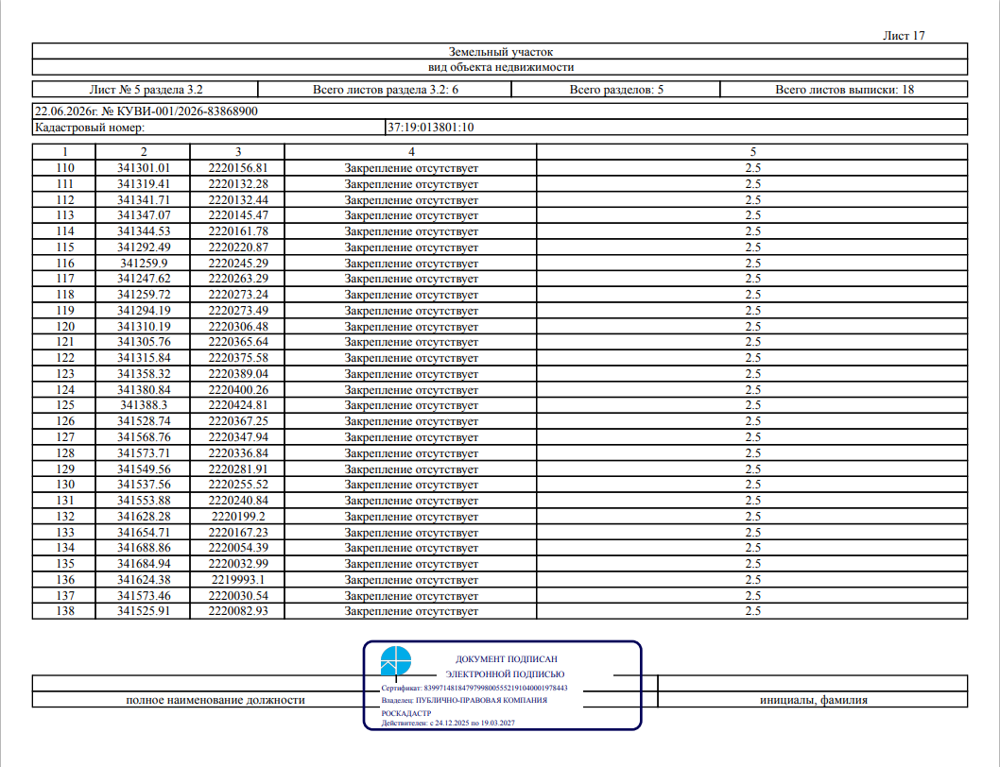 Лист 17
Земельный участок
вид объекта недвижимости
Лист № 5 раздела 3.2 Всего листов раздела 3.2: 6 Всего разделов: 5 Всего листов выписки: 18
22.06.2026г. № КУВИ-001/2026-83868900
Кадастровый номер: 37:19:013801:10
1 2 3 4 5
110 341301.01 2220156.81 Закрепление отсутствует 2.5
111 341319.41 2220132.28 Закрепление отсутствует 2.5
112 341341.71 2220132.44 Закрепление отсутствует 2.5
113 341347.07 2220145.47 Закрепление отсутствует 2.5
114 341344.53 2220161.78 Закрепление отсутствует 2.5
115 341292.49 2220220.87 Закрепление отсутствует 2.5
116 341259.9 2220245.29 Закрепление отсутствует 2.5
117 341247.62 2220263.29 Закрепление отсутствует 2.5
118 341259.72 2220273.24 Закрепление отсутствует 2.5
119 341294.19 2220273.49 Закрепление отсутствует 2.5
120 341310.19 2220306.48 Закрепление отсутствует 2.5
121 341305.76 2220365.64 Закрепление отсутствует 2.5
122 341315.84 2220375.58 Закрепление отсутствует 2.5
123 341358.32 2220389.04 Закрепление отсутствует 2.5
124 341380.84 2220400.26 Закрепление отсутствует 2.5
125 341388.3 2220424.81 Закрепление отсутствует 2.5
126 341528.74 2220367.25 Закрепление отсутствует 2.5
127 341568.76 2220347.94 Закрепление отсутствует 2.5
128 341573.71 2220336.84 Закрепление отсутствует 2.5
129 341549.56 2220281.91 Закрепление отсутствует 2.5
130 341537.56 2220255.52 Закрепление отсутствует 2.5
131 341553.88 2220240.84 Закрепление отсутствует 2.5
132 341628.28 2220199.2 Закрепление отсутствует 2.5
133 341654.71 2220167.23 Закрепление отсутствует 2.5
134 341688.86 2220054.39 Закрепление отсутствует 2.5
135 341684.94 2220032.99 Закрепление отсутствует 2.5
136 341624.38 2219993.1 Закрепление отсутствует 2.5
137 341573.46 2220030.54 Закрепление отсутствует 2.5
138 341525.91 2220082.93 Закрепление отсутствует 2.5
ДОКУМЕНТ ПОДПИСАН
ЭЛЕКТРОННОЙ ПОДПИСЬЮ
Сертификат: 83997148184797998005552191040001978443
Владелец: ПУБЛИЧНО-ПРАВОВАЯ КОМПАНИЯ
РОСКАДАСТР
Действителен: с 24.12.2025 по 19.03.2027
полное наименование должности инициалы, фамилия